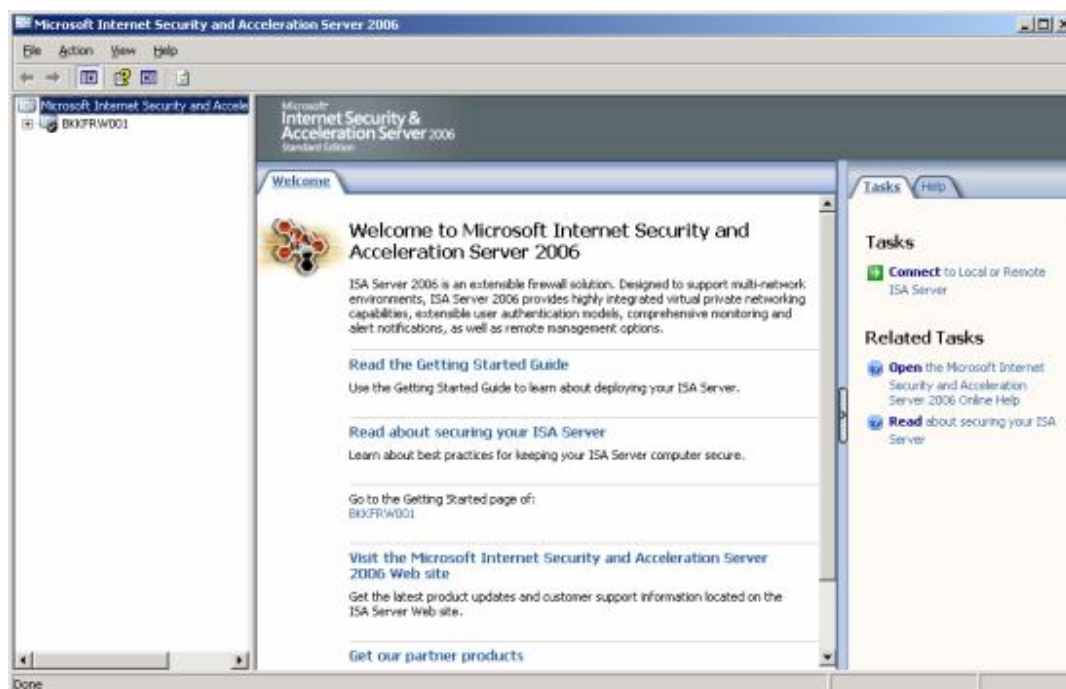 Microsoft Internet Security and Acceleration Server 2006
File Action View Help
Microsoft Internet Security and Accele
BKKFRW001
Microsoft
Internet Security &
Acceleration Server 2006
Standard Edition
Welcome
Welcome to Microsoft Internet Security and
Acceleration Server 2006
ISA Server 2006 is an extensible firewall solution. Designed to support multi-network
environments, ISA Server 2006 provides highly integrated virtual private networking
capabilities, extensible user authentication models, comprehensive monitoring and
alert notifications, as well as remote management options.
Read the Getting Started Guide
Use the Getting Started Guide to learn about deploying your ISA Server.
Read about securing your ISA Server
Learn about best practices for keeping your ISA Server computer secure.
Go to the Getting Started page of:
BKKFRW001
Visit the Microsoft Internet Security and Acceleration Server
2006 Web site
Get the latest product updates and customer support information located on the
ISA Server Web site.
Get our partner products
Tasks Help
Tasks
Connect to Local or Remote
ISA Server
Related Tasks
Open the Microsoft Internet
Security and Acceleration
Server 2006 Online Help
Read about securing your ISA
Server
Done